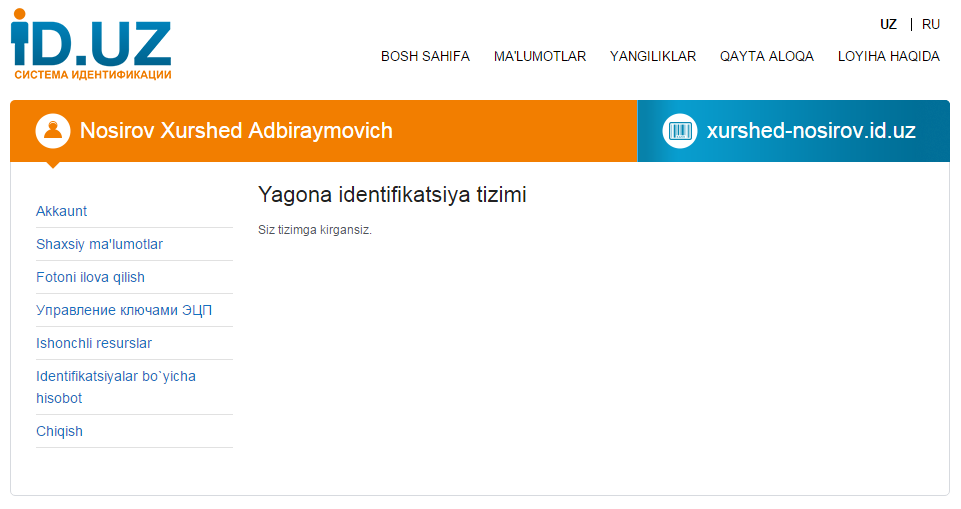 iD.UZ
СИСТЕМА ИДЕНТИФИКАЦИИ
UZ | RU
BOSH SAHIFA MA'LUMOTLAR YANGILIKLAR QAYTA ALOQA LOYIHA HAQIDA
Nosirov Xurshed Adbiraymovich
xurshed-nosirov.id.uz
Akkaunt
Shaxsiy ma'lumotlar
Fotoni ilova qilish
Управление ключами ЭЦП
Ishonchli resurslar
Identifikatsiyalar bo`yicha
hisobot
Chiqish
Yagona identifikatsiya tizimi
Siz tizimga kirgansiz.